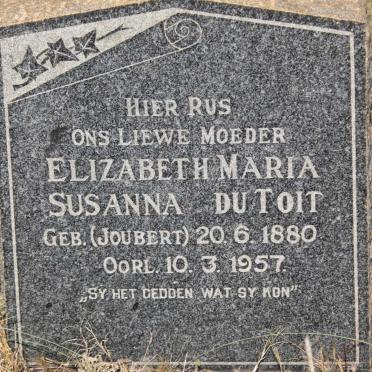 HIER RUS
ONS LIEWE MOEDER
ELIZABETH MARIA
SUSANNA DU TOIT
GEB. (JOUBERT) 20. 6. 1880
OORL. 10. 3. 1957.
„SY HET GEDOEN WAT SY KON"